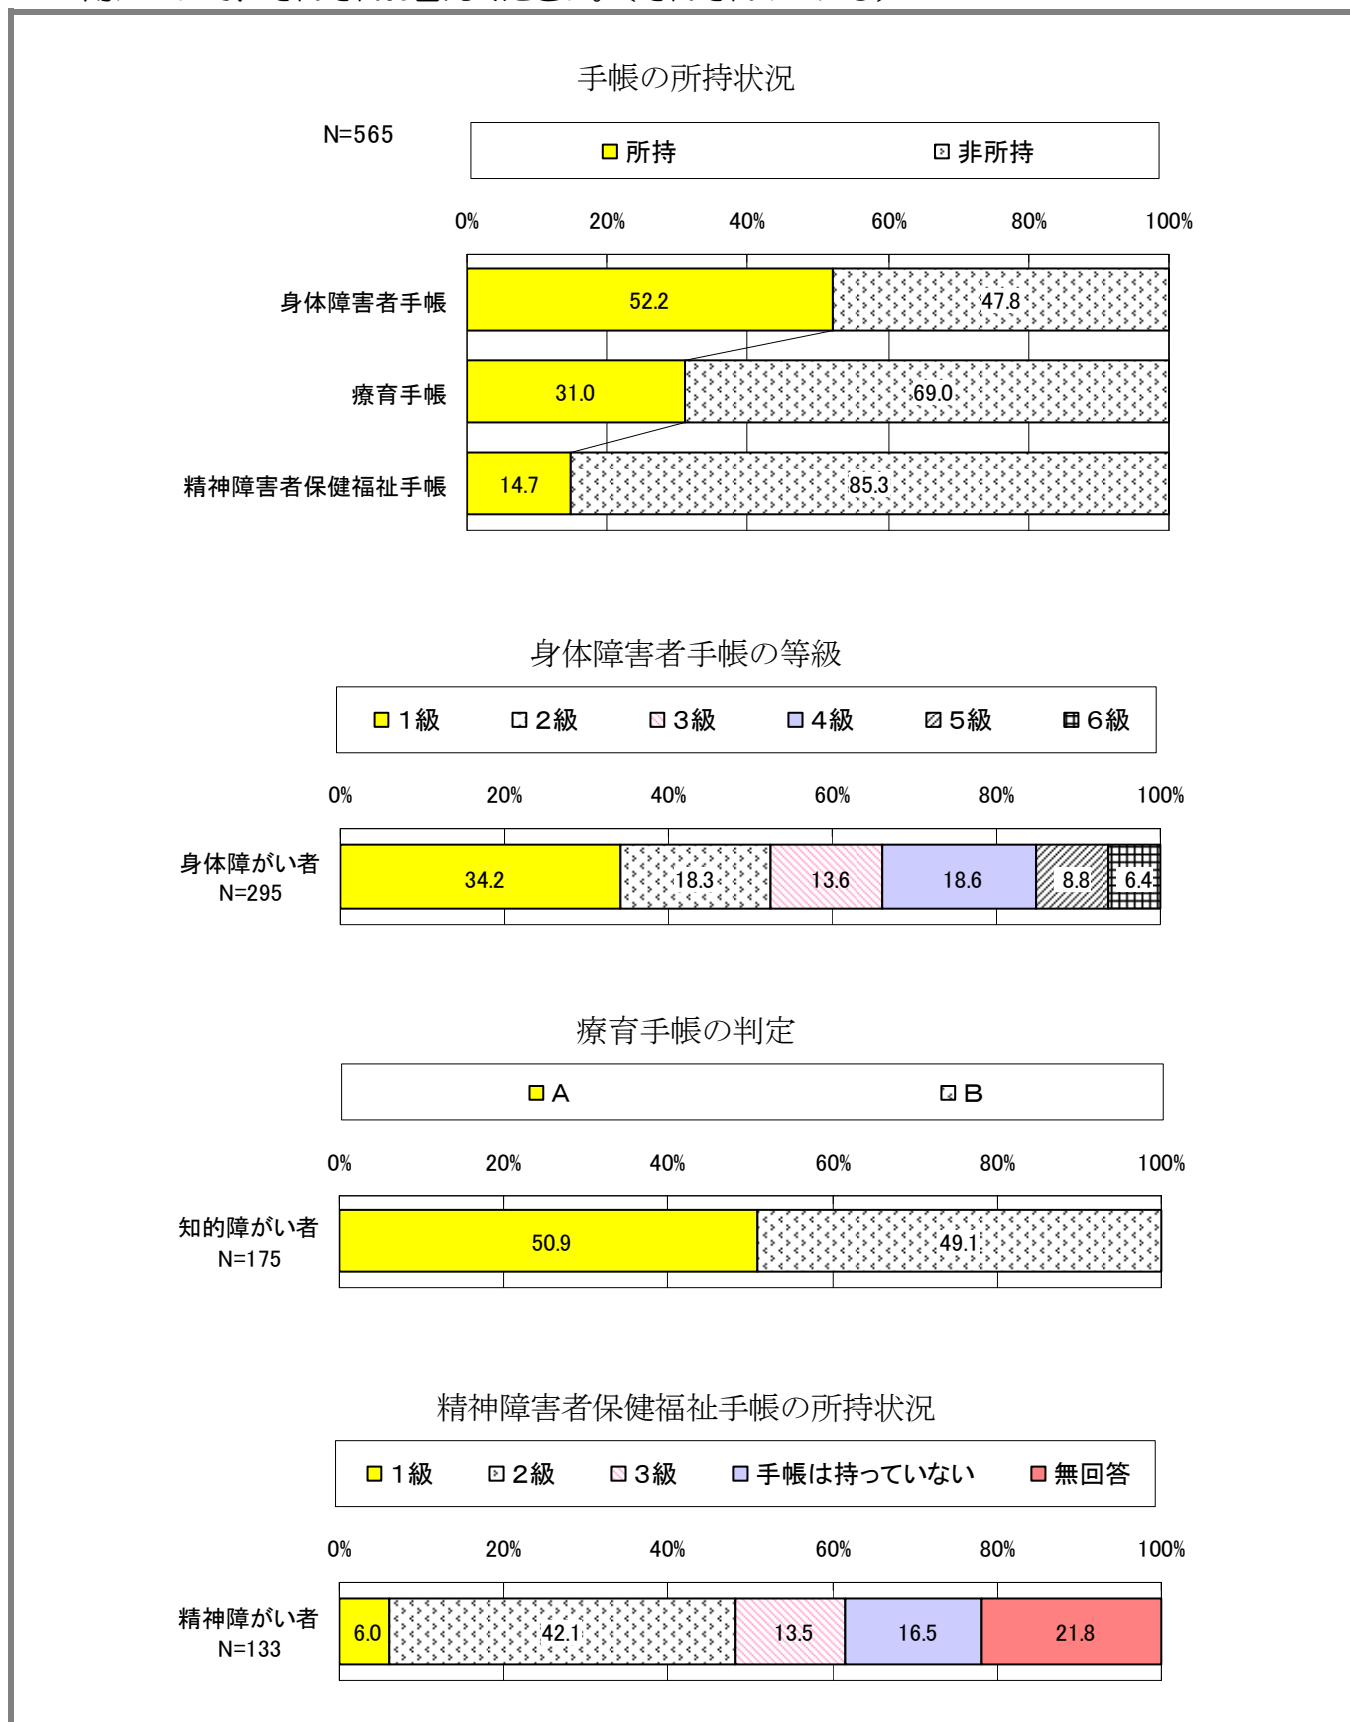 手帳の所持状況
N=565
所持 非所持
0% 20% 40% 60% 80% 100%
身体障害者手帳 52.2 47.8
療育手帳 31.0 69.0
精神障害者保健福祉手帳 14.7 85.3
身体障害者手帳の等級
1級 2級 3級 4級 5級 6級
0% 20% 40% 60% 80% 100%
身体障がい者 34.2 18.3 13.6 18.6 8.8 6.4
N=295
療育手帳の判定
A B
0% 20% 40% 60% 80% 100%
知的障がい者 50.9 49.1
N=175
精神障害者保健福祉手帳の所持状況
1級 2級 3級 手帳は持っていない 無回答
0% 20% 40% 60% 80% 100%
精神障がい者 6.0 42.1 13.5 16.5 21.8
N=133